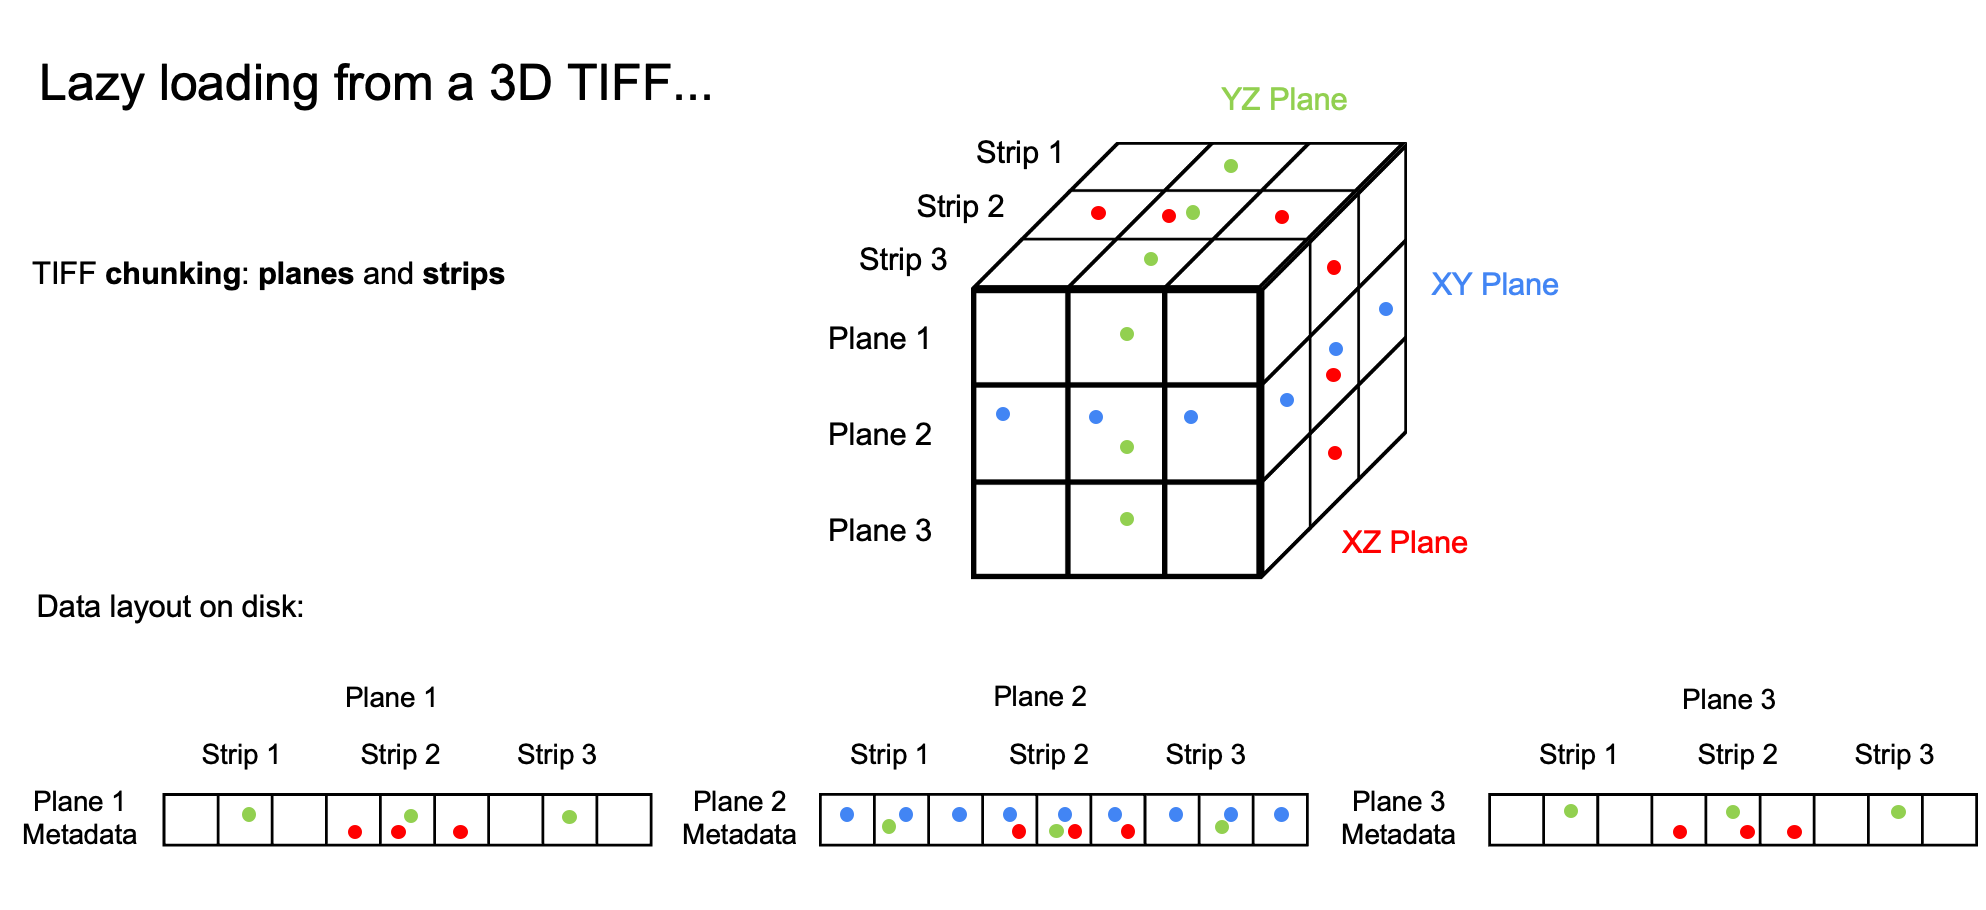 Lazy loading from a 3D TIFF...
YZ Plane
Strip 1
Strip 2
Strip 3
TIFF chunking: planes and strips
XY Plane
Plane 1
Plane 2
Plane 3
XZ Plane
Data layout on disk:
Plane 1
Strip 1 Strip 2 Strip 3
Plane 1
Metadata
Plane 2
Strip 1 Strip 2 Strip 3
Plane 2
Metadata
Plane 3
Strip 1 Strip 2 Strip 3
Plane 3
Metadata